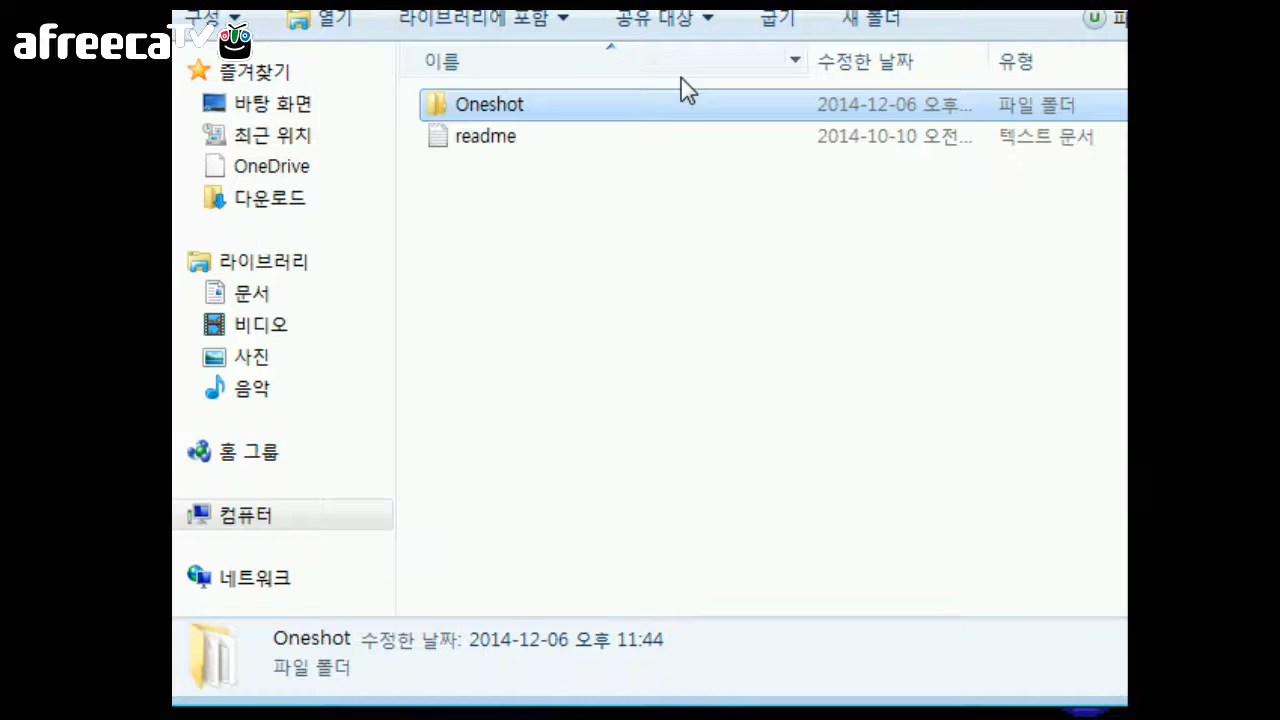 구성 열기 라이브러리에 포함 공유 대상 굽기 새 폴더
afreecaTV
이름 수정한 날짜 유형
즐겨찾기
바탕 화면
Oneshot 2014-12-06 오후... 파일 폴더
최근 위치
readme 2014-10-10 오전... 텍스트 문서
OneDrive
다운로드
라이브러리
문서
비디오
사진
음악
홈 그룹
컴퓨터
네트워크
Oneshot 수정한 날짜: 2014-12-06 오후 11:44
파일 폴더